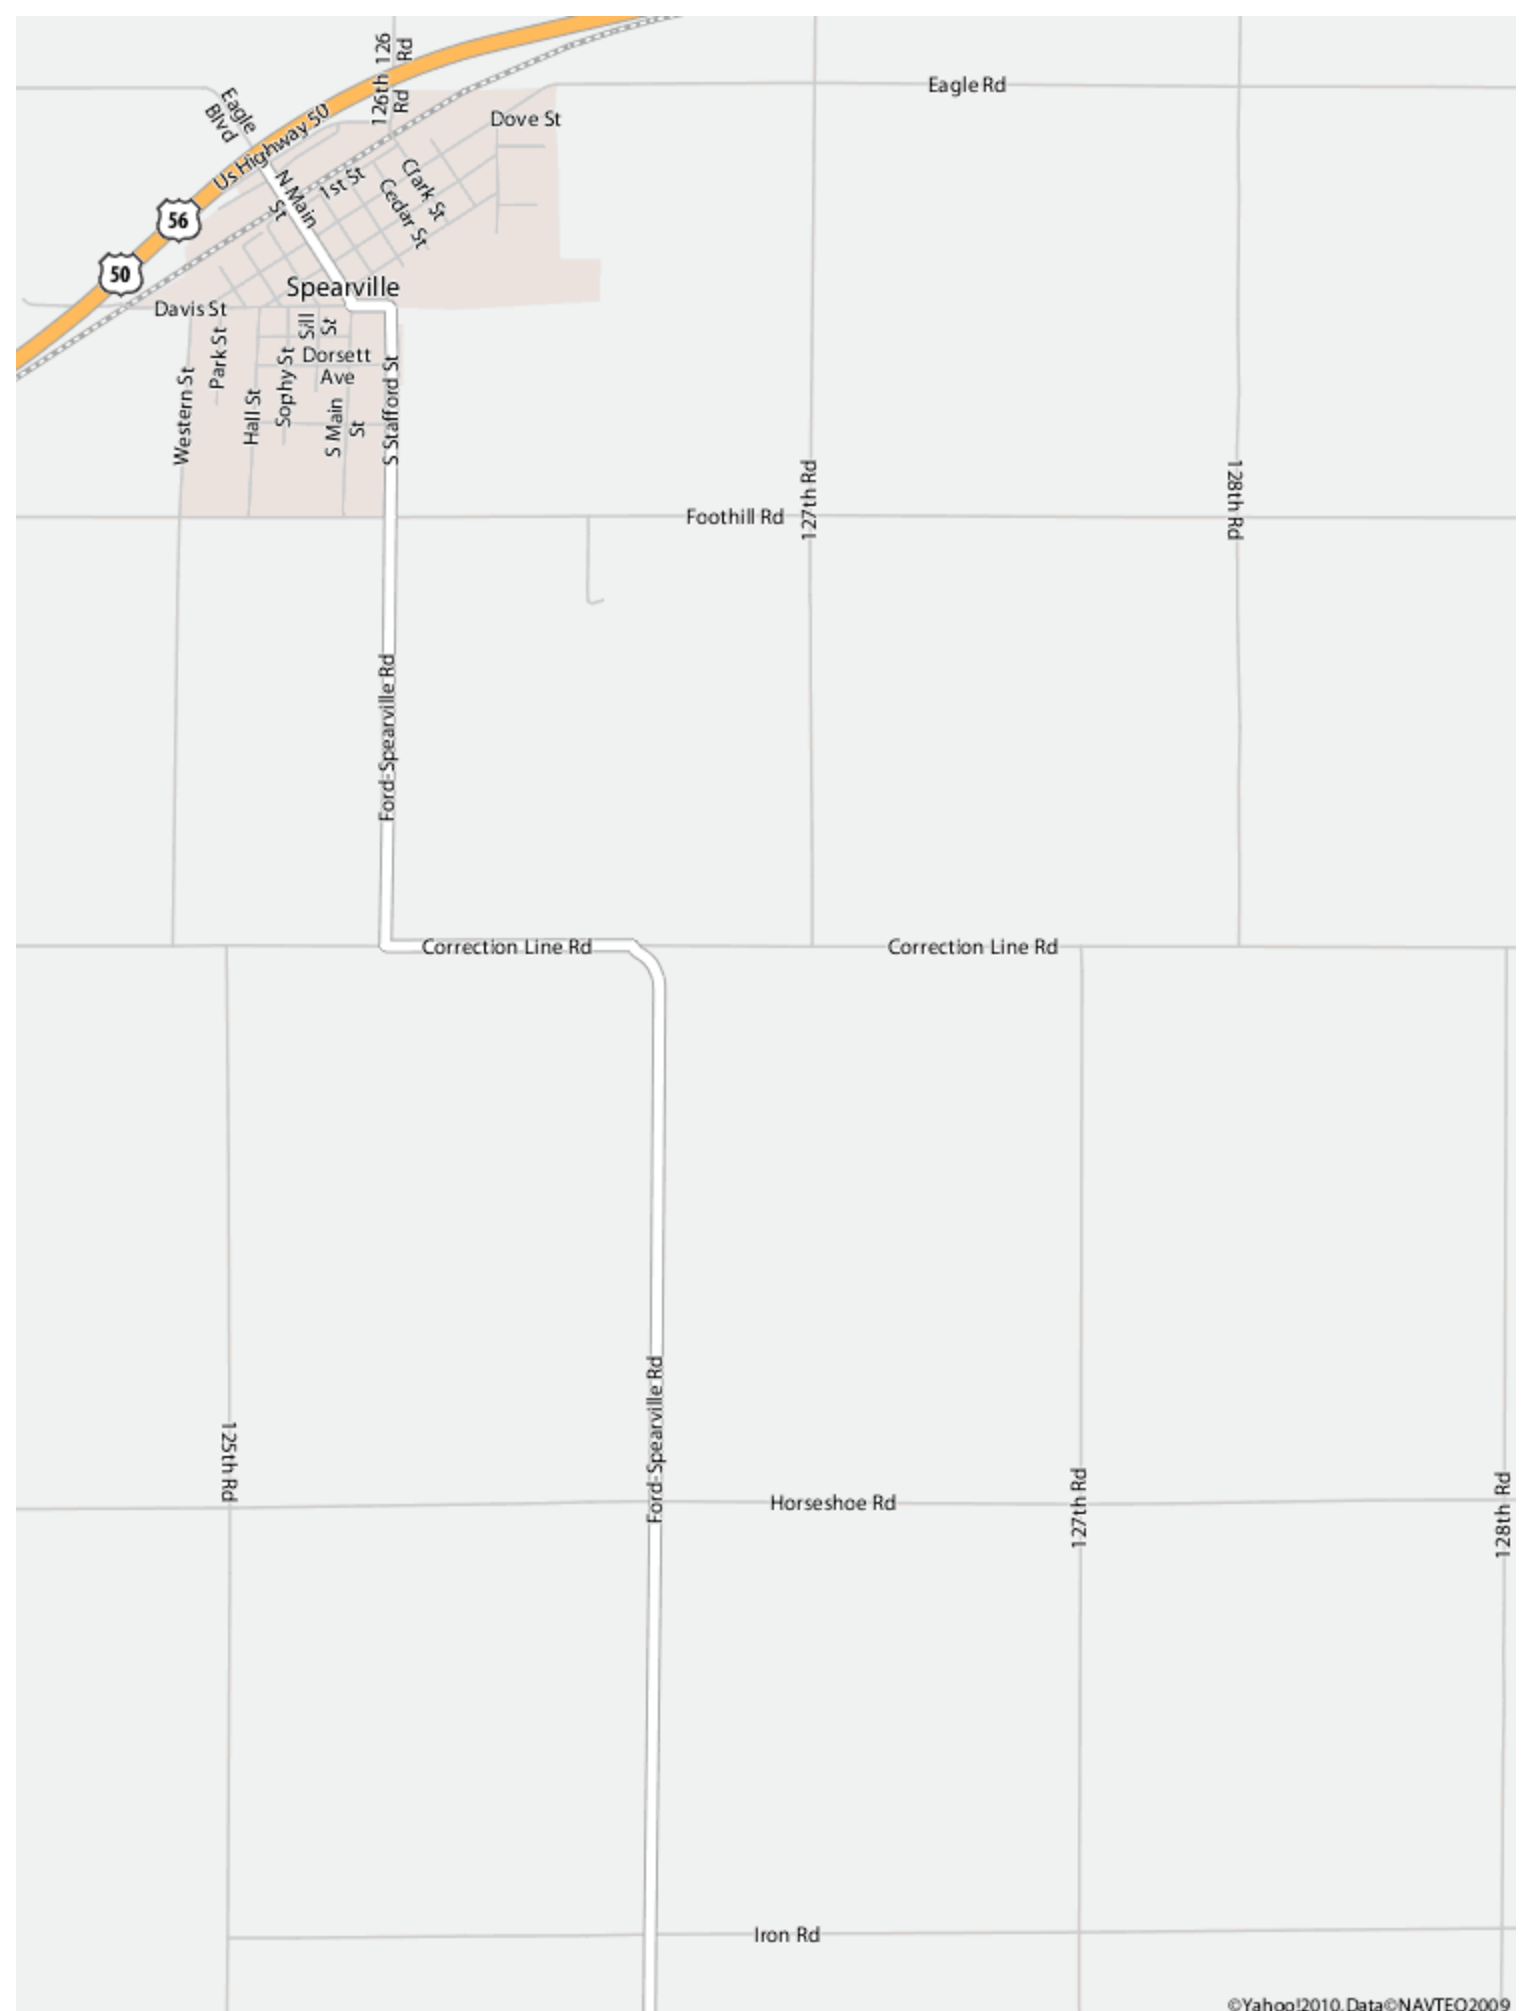 126
Rd
126th
Rd
Eagle Rd
Eagle
Blvd
Us Highway 50
Dove St
N Main
St
1st St
Crark St
Cedar St
56
50
Spearville
Davis St
Park St
Sill
St
Dorsett
Ave
Sophy St
Western St
Hall St
S Main
St
S Stafford St
Foothill Rd
127th Rd
128th Rd
Ford-Spearville Rd
Correction Line Rd
Correction Line Rd
Ford-Spearville Rd
125th Rd
Horseshoe Rd
127th Rd
128th Rd
Iron Rd
©Yahoo!2010, Data©NAVTEQ2009